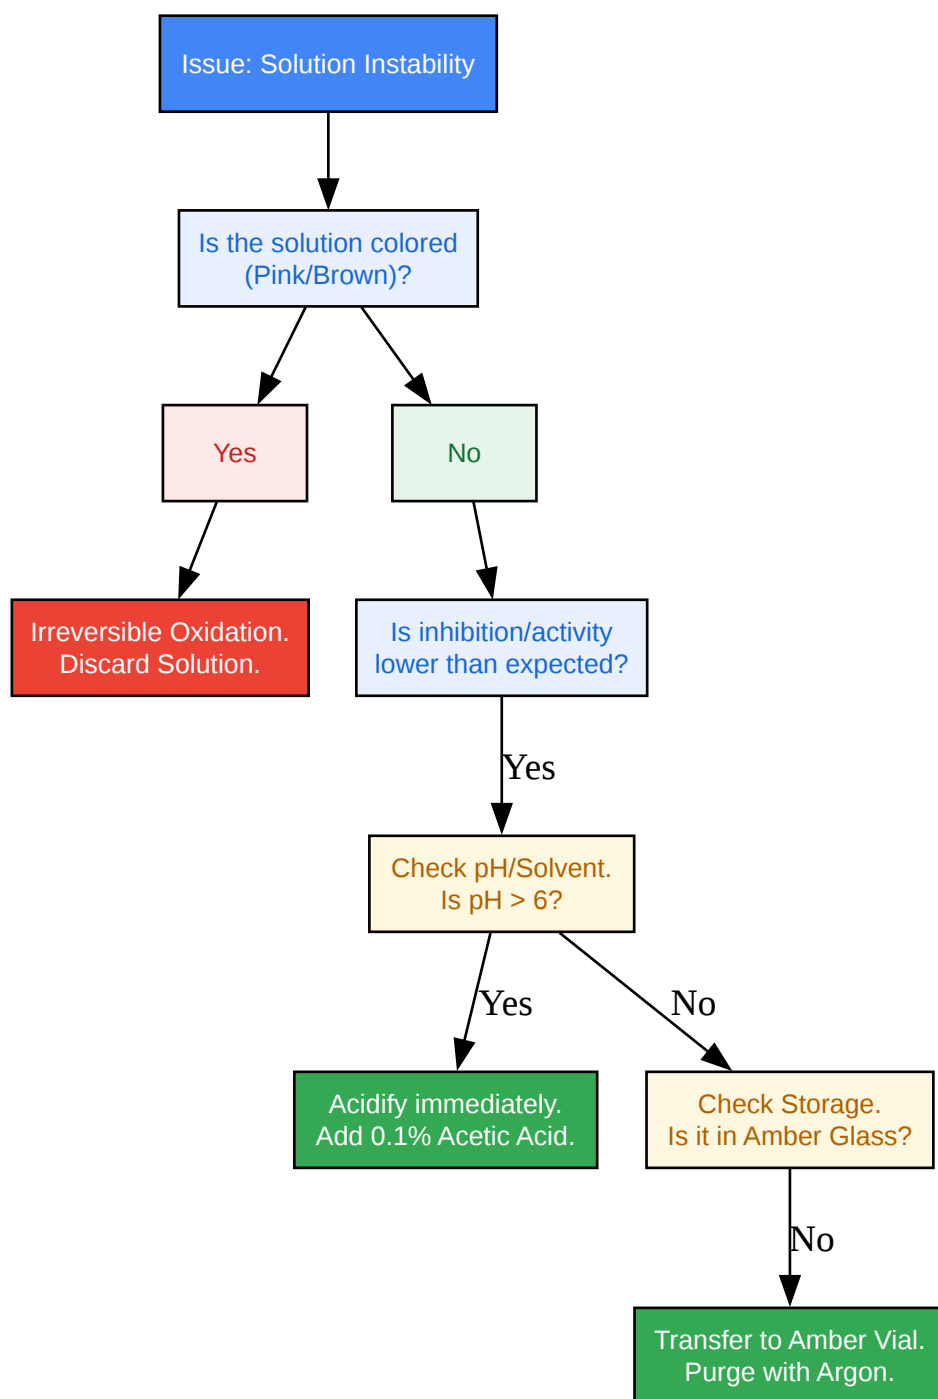 Issue: Solution Instability
Is the solution colored
(Pink/Brown)?
Yes
No
Irreversible Oxidation.
Discard Solution.
Is inhibition/activity
lower than expected?
Yes
Check pH/Solvent.
Is pH > 6?
Yes
No
Acidify immediately.
Add 0.1% Acetic Acid.
Check Storage.
Is it in Amber Glass?
No
Transfer to Amber Vial.
Purge with Argon.